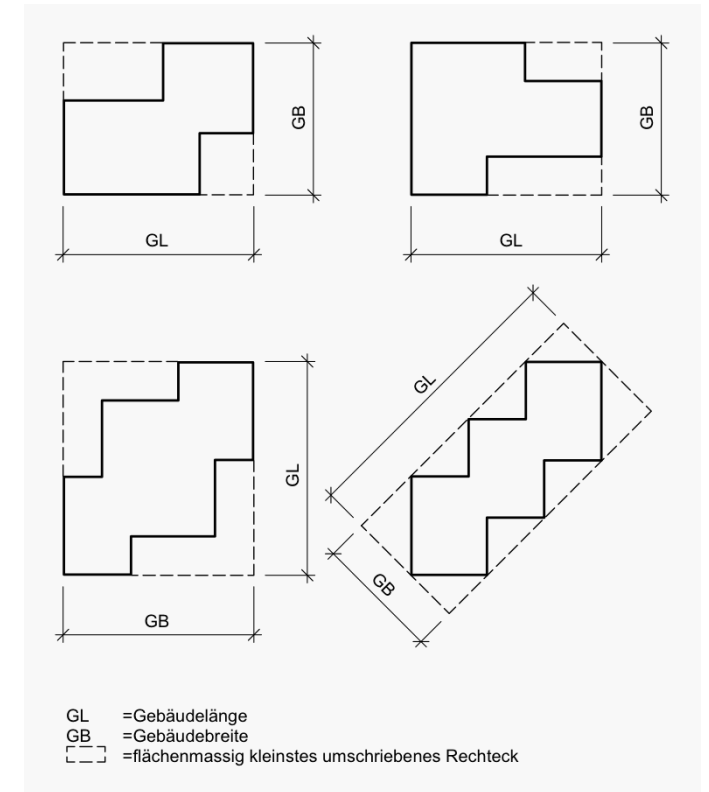 GB
GL
GB
GL
GL
GB
GL
GB
GL =Gebäudelänge
GB =Gebäudebreite
=flächenmassig kleinstes umschriebenes Rechteck